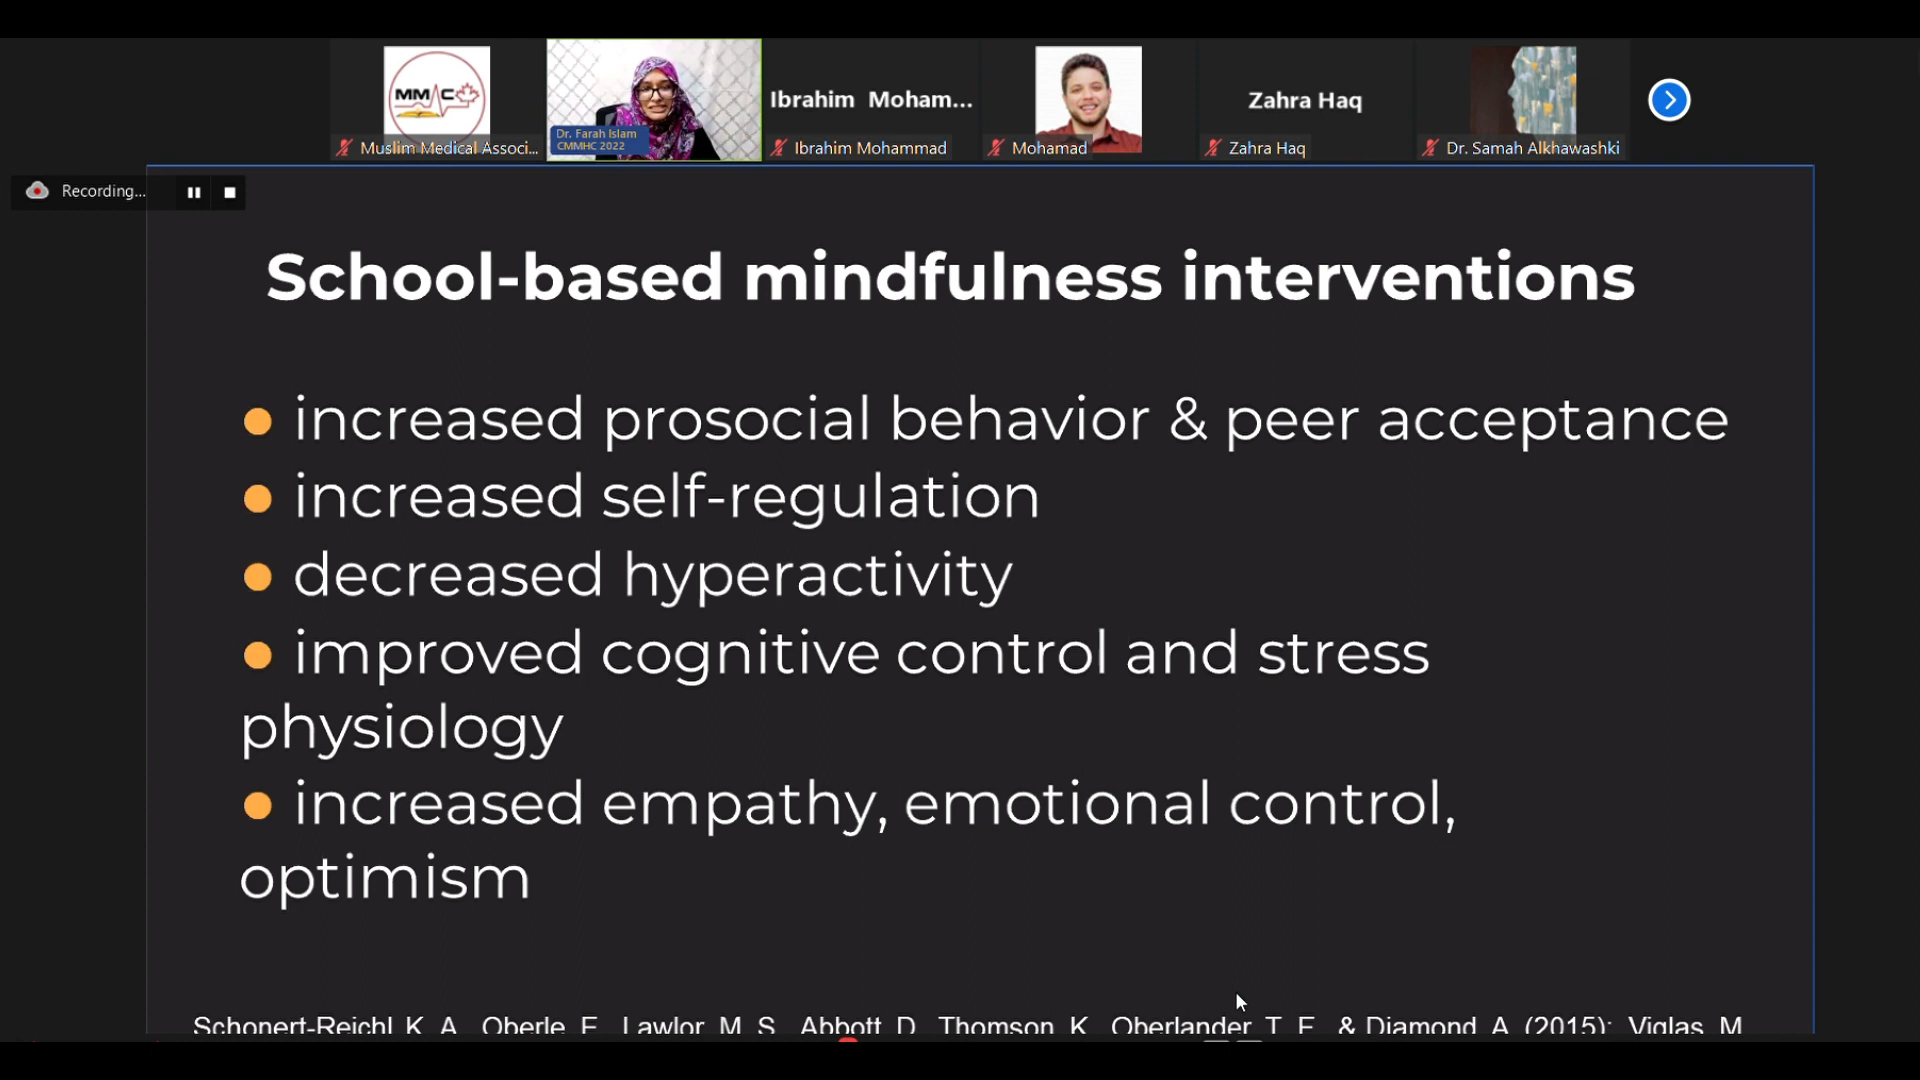 MMAC
Dr. Farah Islam
CMMHC 2022
Ibrahim Moham...
Zahra Haq
Muslim Medical Associ...
Ibrahim Mohammad
Mohamad
Zahra Haq
Dr. Samah Alkhawashki
Recording...
School-based mindfulness interventions
● increased prosocial behavior & peer acceptance
● increased self-regulation
● decreased hyperactivity
● improved cognitive control and stress
physiology
● increased empathy, emotional control,
optimism
Schonert-Reichl, K. A., Oberle, E., Lawlor, M. S., Abbott, D., Thomson, K., Oberlander, T. F., & Diamond, A. (2015); Viglas, M.